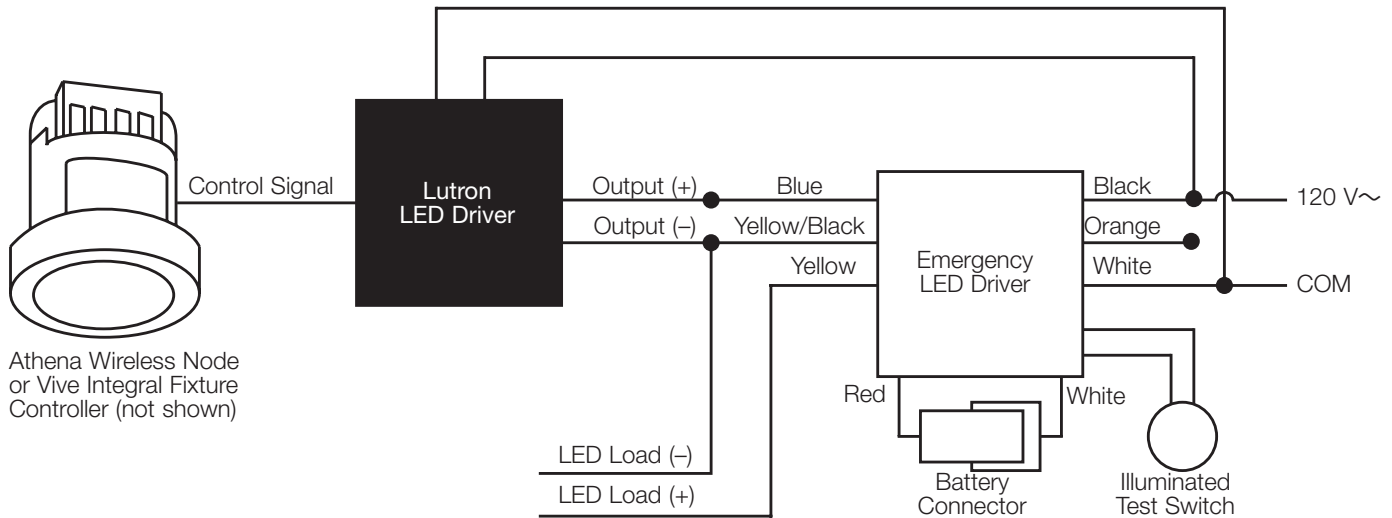 Control Signal
Lutron
LED Driver
Output (+)
Output (–)
Blue
Yellow/Black
Yellow
Emergency
LED Driver
Black
Orange
White
120 V~
COM
Athena Wireless Node
or Vive Integral Fixture
Controller (not shown)
Red
White
LED Load (–)
LED Load (+)
Battery
Connector
Illuminated
Test Switch